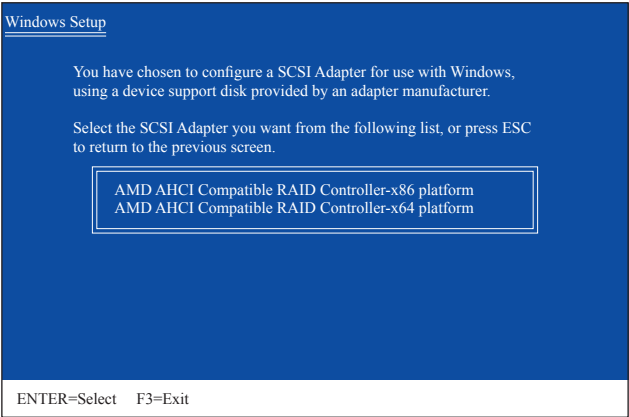 Windows Setup
You have chosen to configure a SCSI Adapter for use with Windows,
using a device support disk provided by an adapter manufacturer.
Select the SCSI Adapter you want from the following list, or press ESC
to return to the previous screen.
AMD AHCI Compatible RAID Controller-x86 platform
AMD AHCI Compatible RAID Controller-x64 platform
ENTER=Select F3=Exit